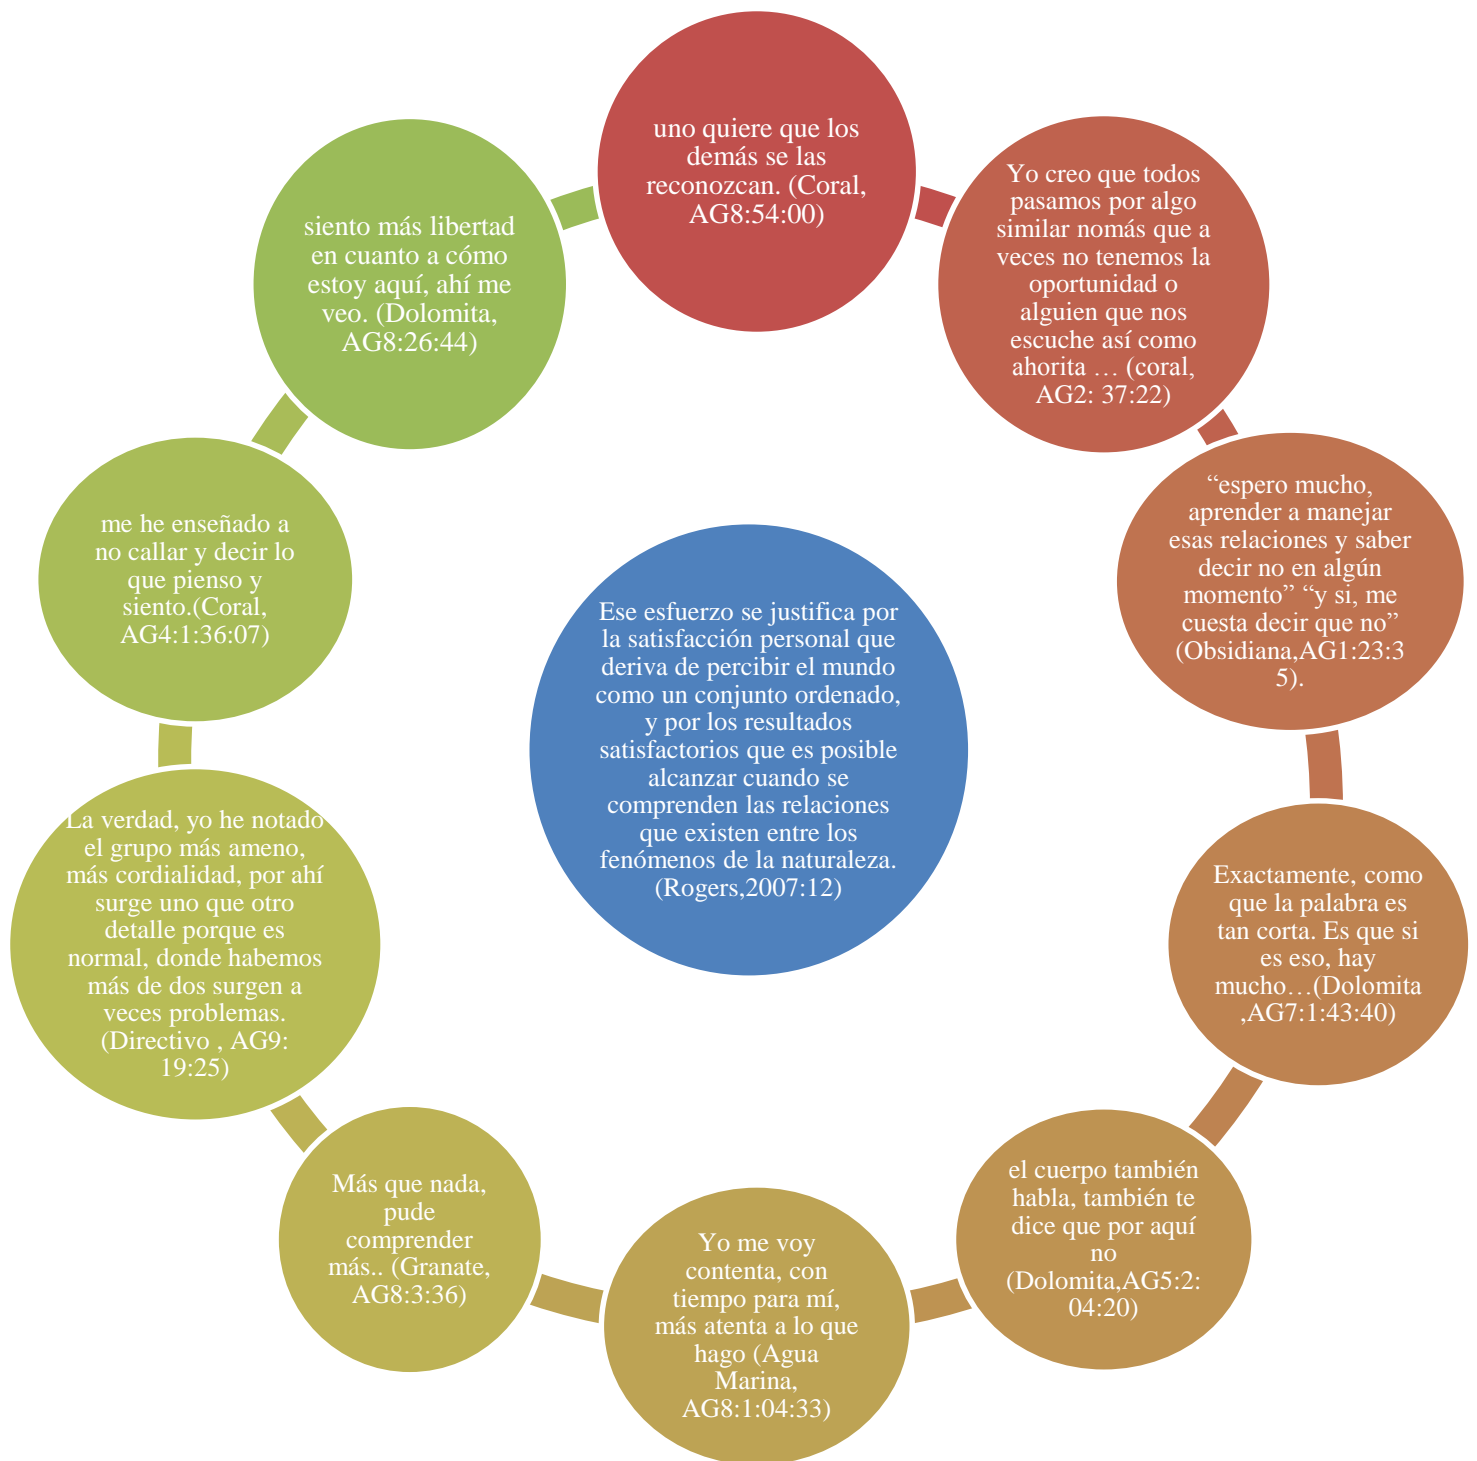 uno quiere que los
demás se las
reconozcan. (Coral,
AG8:54:00)
Yo creo que todos
pasamos por algo
similar nomás que a
veces no tenemos la
oportunidad o
alguien que nos
escuche así como
ahorita … (coral,
AG2: 37:22)
“espero mucho,
aprender a manejar
esas relaciones y saber
decir no en algún
momento” “y si, me
cuesta decir que no”
(Obsidiana,AG1:23:3
5).
Exactamente, como
que la palabra es
tan corta. Es que si
es eso, hay
mucho…(Dolomita
,AG7:1:43:40)
el cuerpo también
habla, también te
dice que por aquí
no
(Dolomita,AG5:2:
04:20)
Yo me voy
contenta, con
tiempo para mí,
más atenta a lo que
hago (Agua
Marina,
AG8:1:04:33)
Más que nada,
pude
comprender
más.. (Granate,
AG8:3:36)
La verdad, yo he notado
el grupo más ameno,
más cordialidad, por ahí
surge uno que otro
detalle porque es
normal, donde habemos
más de dos surgen a
veces problemas.
(Directivo , AG9:
19:25)
me he enseñado a
no callar y decir lo
que pienso y
siento.(Coral,
AG4:1:36:07)
siento más libertad
en cuanto a cómo
estoy aquí, ahí me
veo. (Dolomita,
AG8:26:44)
Ese esfuerzo se justifica por
la satisfacción personal que
deriva de percibir el mundo
como un conjunto ordenado,
y por los resultados
satisfactorios que es posible
alcanzar cuando se
comprenden las relaciones
que existen entre los
fenómenos de la naturaleza.
(Rogers,2007:12)